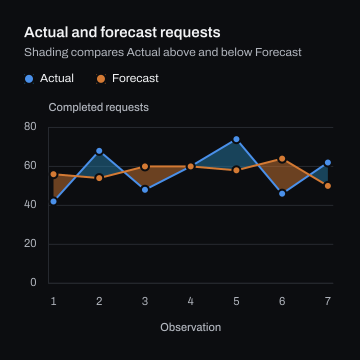 Actual and forecast requests
Shading compares Actual above and below Forecast
Actual Forecast
Completed requests
80
60
40
20
0
1 2 3 4 5 6 7
Observation